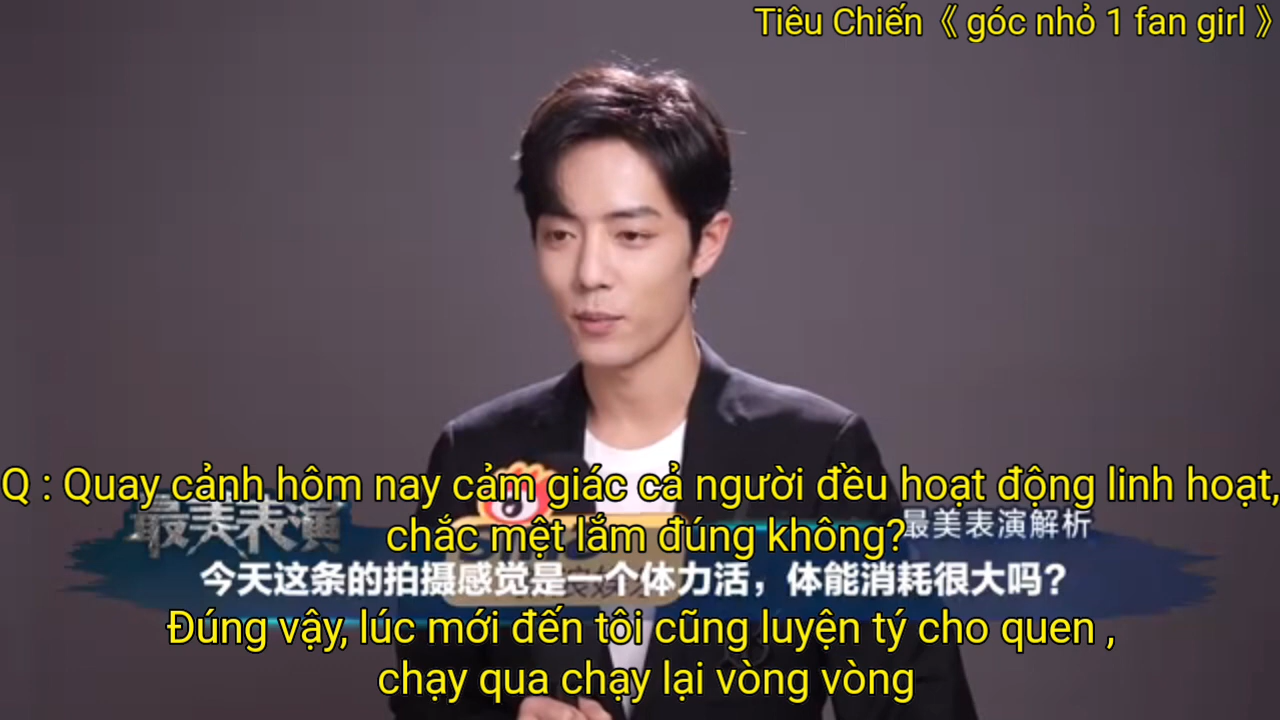 Tiêu Chiến《 góc nhỏ 1 fan girl 》
Q : Quay cảnh hôm nay cảm giác cả người đều hoạt động linh hoạt,
chắc mệt lắm đúng không?
最美表演
最美表演解析
今天这条的拍摄感觉是一个体力活，体能消耗很大吗？
Đúng vậy, lúc mới đến tôi cũng luyện tý cho quen ,
chạy qua chạy lại vòng vòng